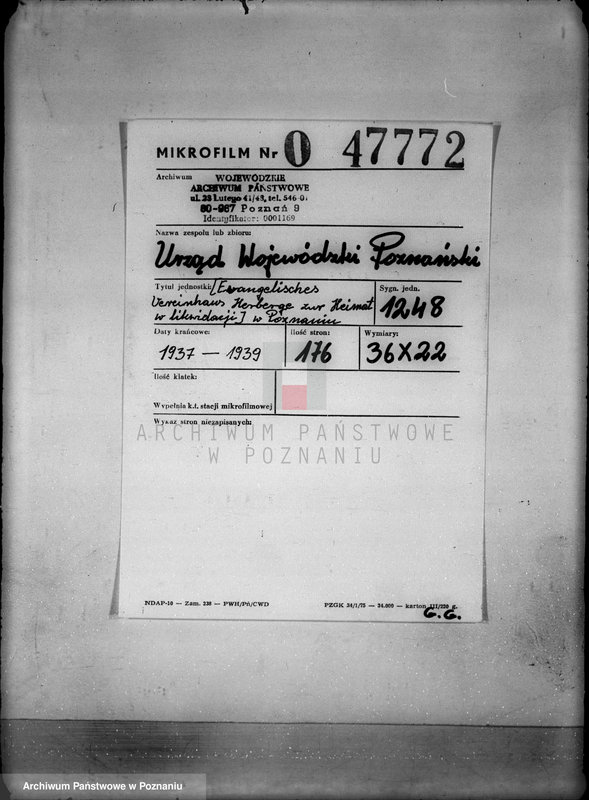 MIKROFILM Nr 0 47772
Archiwum WOJEWÓDZKIE
ARCHIWUM PAŃSTWOWE
ul. 23 Lutego 41/43, tel. 546-01
60-967 Poznań 9
Identyfikator: 0001169
Nazwa zespołu lub zbioru:
Urząd Wojewódzki Poznański
Tytuł jednostki: [Evangelisches
Vereinhaus Herberge zur Heimat
w likwidacji] w Poznaniu
Sygn. jedn.
1248
Daty krańcowe:
1937 — 1939
Ilość stron:
176
Wymiary:
36X22
Ilość klatek:
Wypełnia k.t. stacji mikrofilmowej
Wykaz stron niezapisanych:
ARCHIWUM PAŃSTWOWE
W POZNANIU
NDAP-10 — Zam. 238 — PWH/Pń/CWD
PZGK 34/1/75 — 34.000 — karton III/220 g.
G.G.
Archiwum Państwowe w Poznaniu